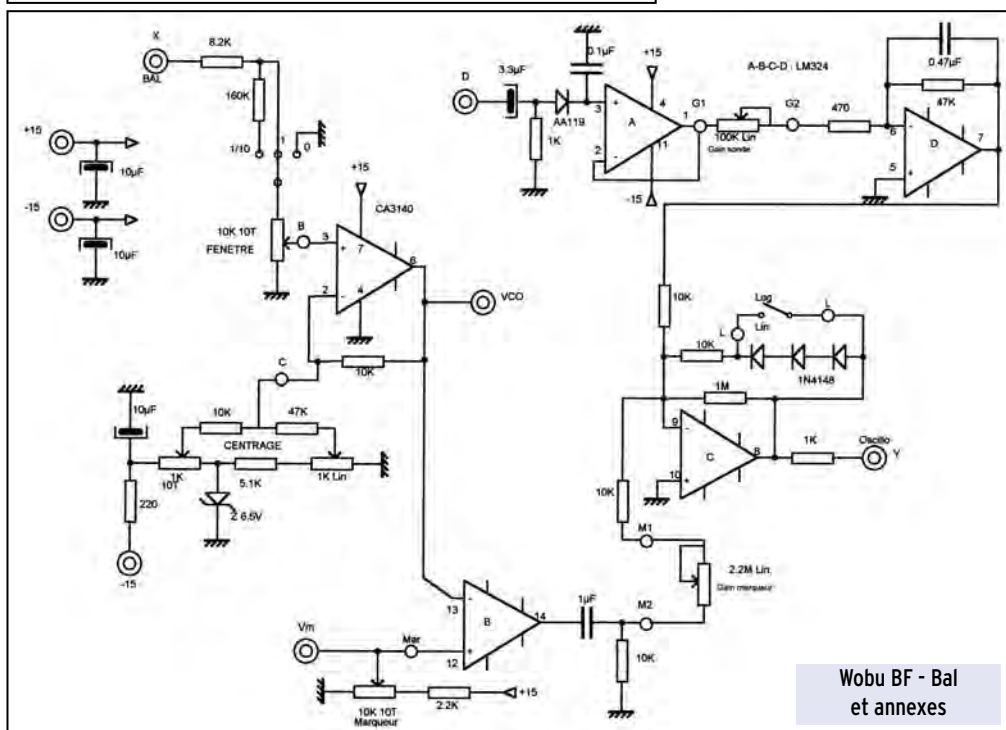 X
BAL
8.2K
160K
1/10
1
0
+15
10µF
-15
10µF
10K 10T
FENETRE
B
+15
CA3140
3
+
7
6
2
-
4
VCO
C
10K
10µF
10K
47K
CENTRAGE
1K
10T
5.1K
1K Lin
220
Z 6.5V
-15
D
3.3µF
AA119
1K
0.1µF
+15
3
+
4
A
1
2
-
11
-15
G1
100K Lin
Gain sonde
G2
A-B-C-D : LM324
470
0.47µF
47K
6
-
D
7
5
+
10K
Log
Lin
L
L
10K
1N4148
1M
9
-
C
8
10
+
1K
Oscillo
Y
10K
M1
2.2M Lin
Gain marqueur
M2
13
-
B
14
12
+
1µF
10K
Vm
Mar
10K 10T
Marqueur
2.2K
+15
Wobu BF - Bal
et annexes